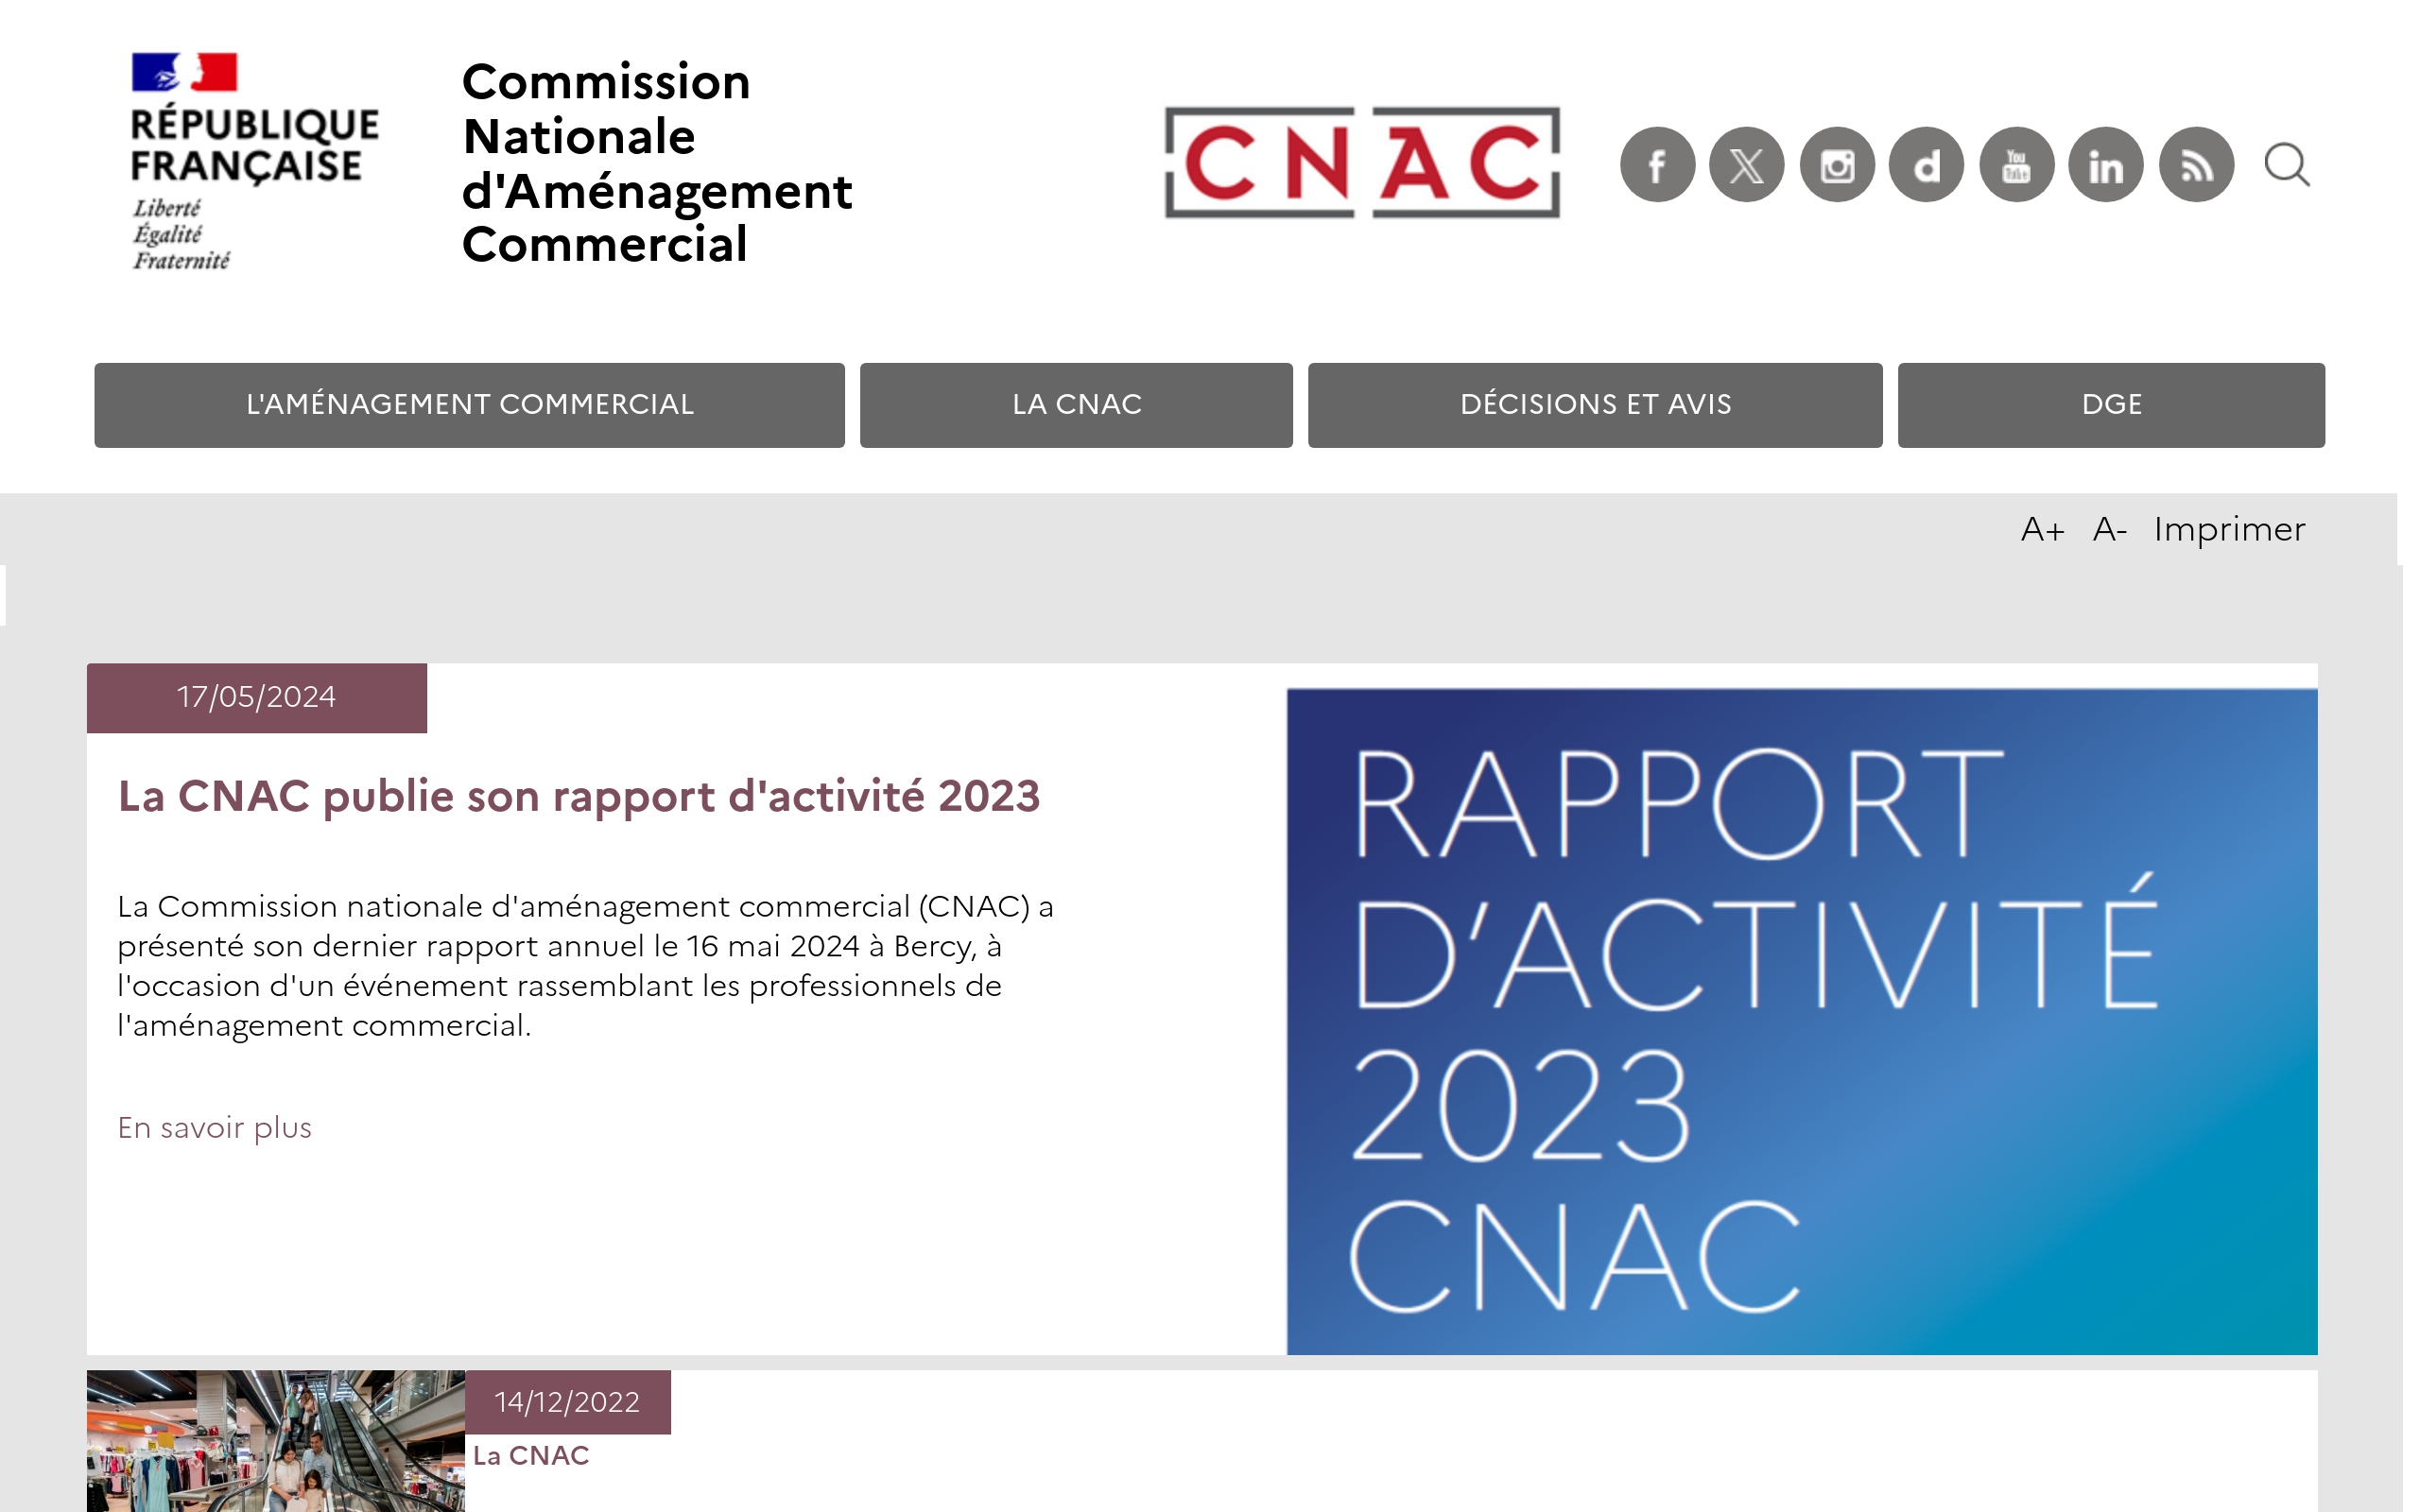 RÉPUBLIQUE
FRANÇAISE
Liberté
Égalité
Fraternité
Commission
Nationale
d'Aménagement
Commercial
CNAC
f
X
d
You
Tube
in
L'AMÉNAGEMENT COMMERCIAL
LA CNAC
DÉCISIONS ET AVIS
DGE
A+ A- Imprimer
17/05/2024
La CNAC publie son rapport d'activité 2023
La Commission nationale d'aménagement commercial (CNAC) a
présenté son dernier rapport annuel le 16 mai 2024 à Bercy, à
l'occasion d'un événement rassemblant les professionnels de
l'aménagement commercial.
En savoir plus
RAPPORT
D'ACTIVITÉ
2023
CNAC
14/12/2022
La CNAC